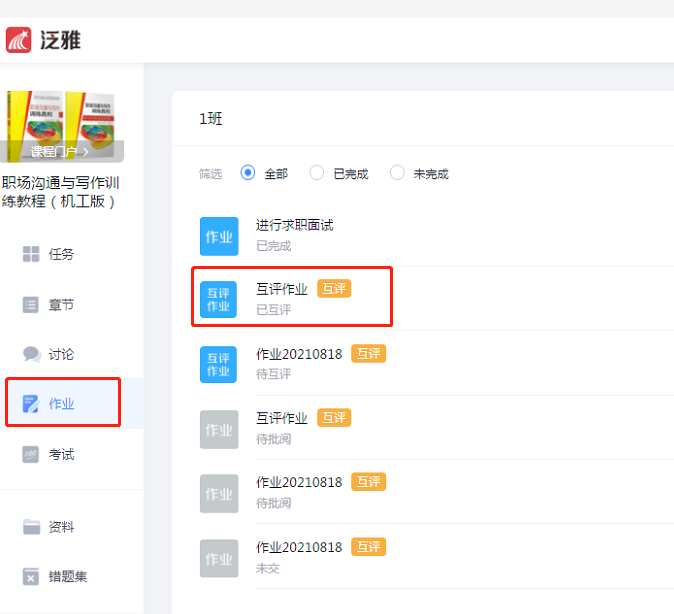 泛雅
课程门户 >
职场沟通与写作训
练教程（机工版）
任务
章节
讨论
作业
考试
资料
错题集
1班
筛选 全部 已完成 未完成
作业
进行求职面试
已完成
互评
作业
互评作业 互评
已互评
互评
作业
作业20210818 互评
待互评
作业
互评作业 互评
待批阅
作业
作业20210818 互评
待批阅
作业
作业20210818 互评
未交